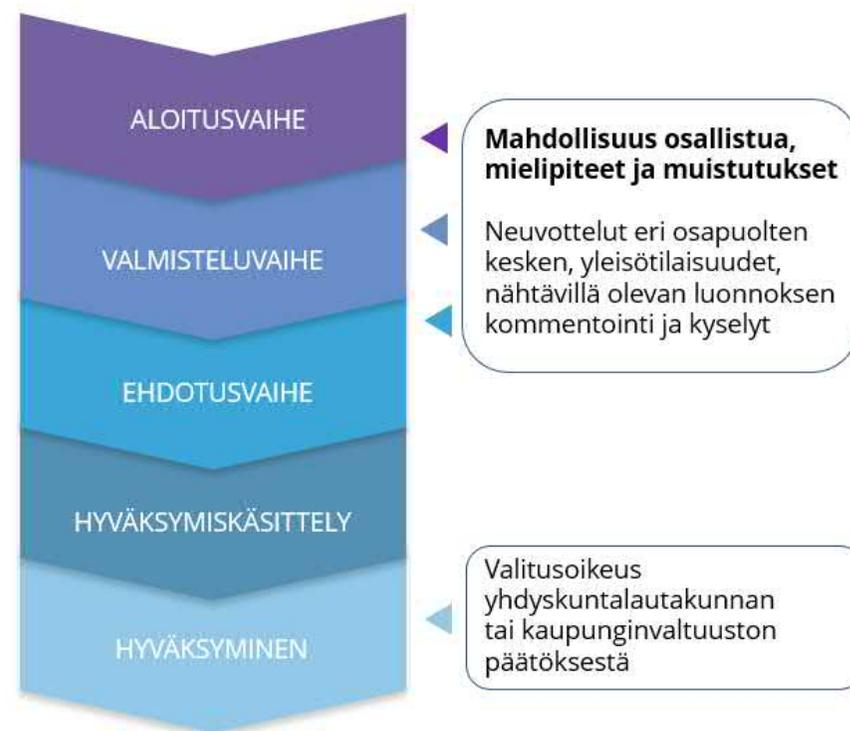 ALOITUSVAIHE
Mahdollisuus osallistua,
mielipiteet ja muistutukset
VALMISTELUVAIHE
Neuvottelut eri osapuolten
kesken, yleisötilaisuudet,
nähtävillä olevan luonnoksen
kommentointi ja kyselyt
EHDOTUSVAIHE
HYVÄKSYMISKÄSITTELY
HYVÄKSYMINEN
Valitusoikeus
yhdyskuntalautakunnan
tai kaupunginvaltuuston
päätöksestä